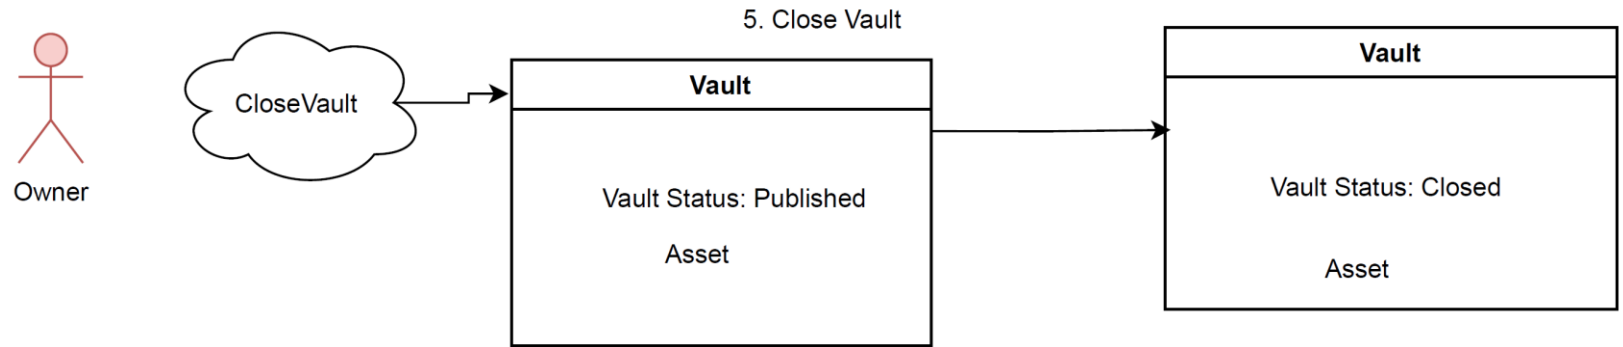 5. Close Vault
Owner
CloseVault
Vault
Vault Status: Published
Asset
Vault
Vault Status: Closed
Asset